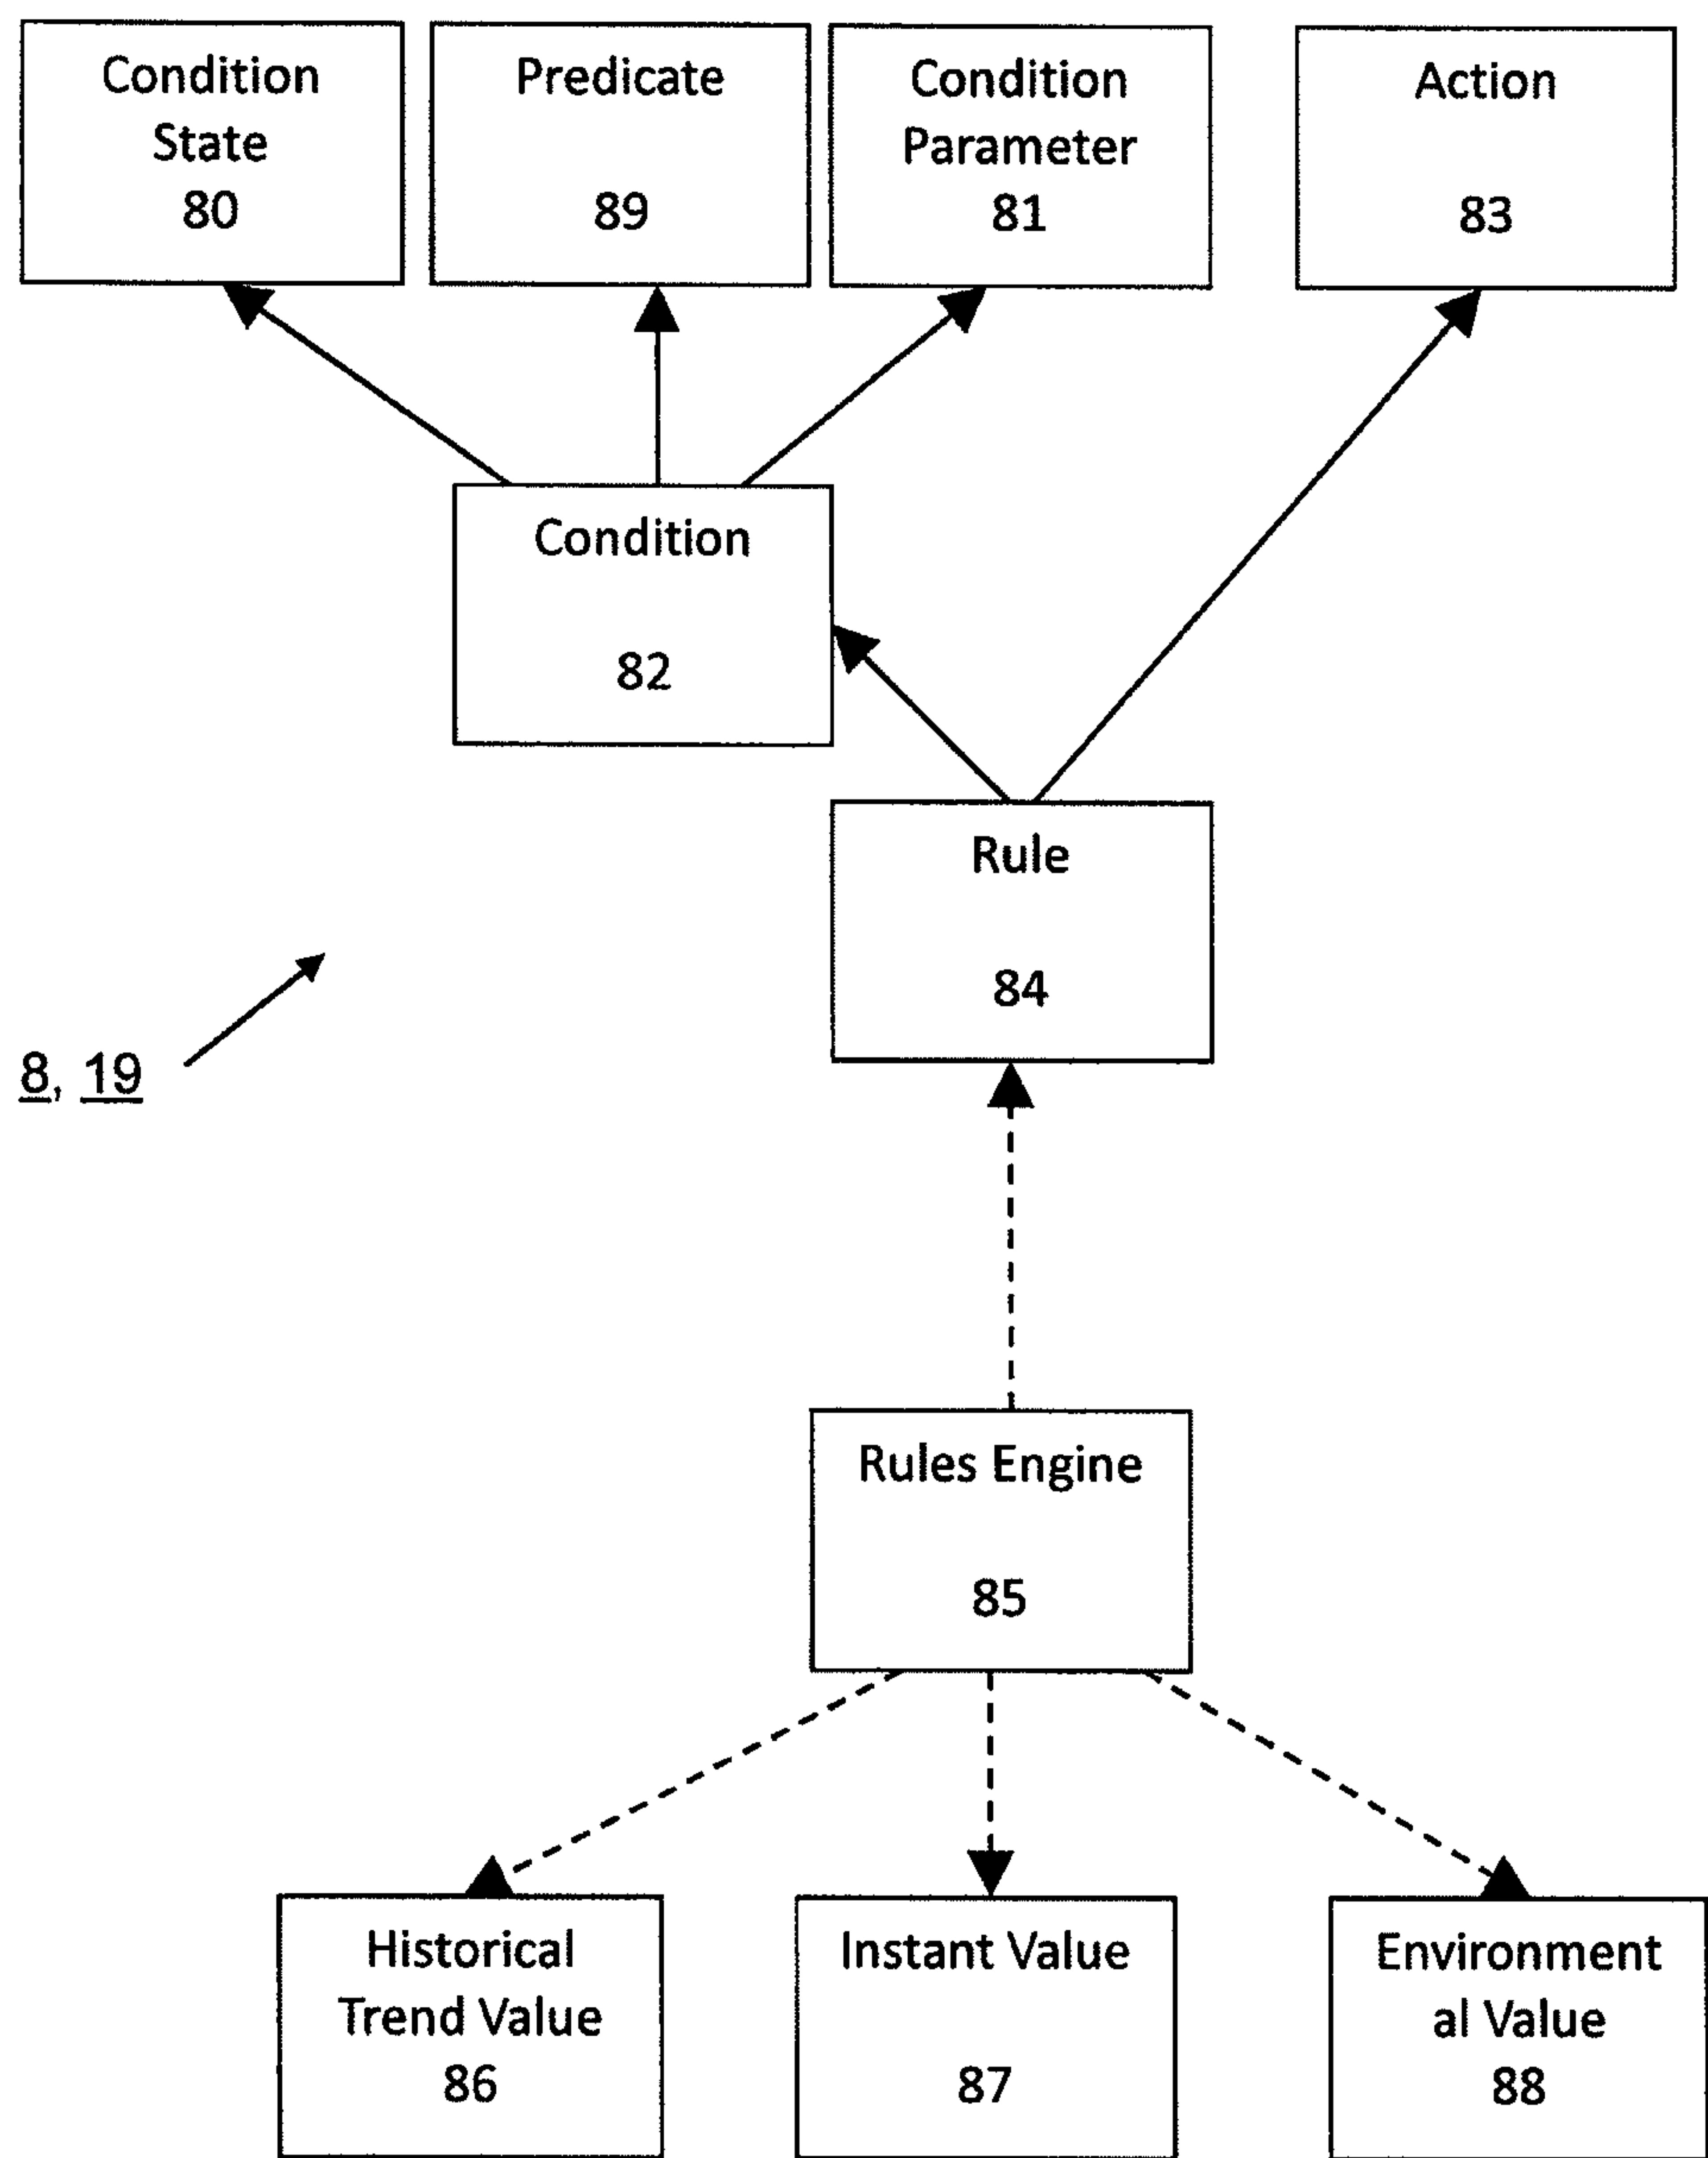 Condition
State
80
Predicate
89
Condition
Parameter
81
Action
83
Condition
82
Rule
84
8, 19
Rules Engine
85
Historical
Trend Value
86
Instant Value
87
Environment
al Value
88